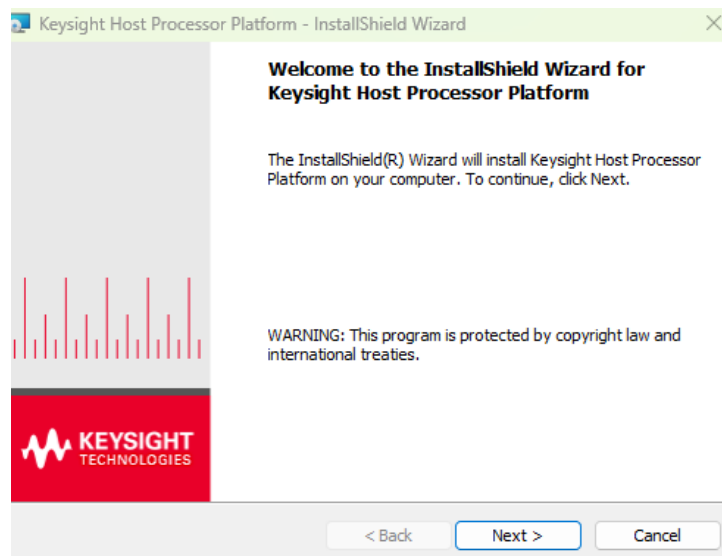 Keysight Host Processor Platform - InstallShield Wizard
Welcome to the InstallShield Wizard for
Keysight Host Processor Platform
The InstallShield(R) Wizard will install Keysight Host Processor
Platform on your computer. To continue, click Next.
WARNING: This program is protected by copyright law and
international treaties.
KEYSIGHT
TECHNOLOGIES
< Back
Next >
Cancel